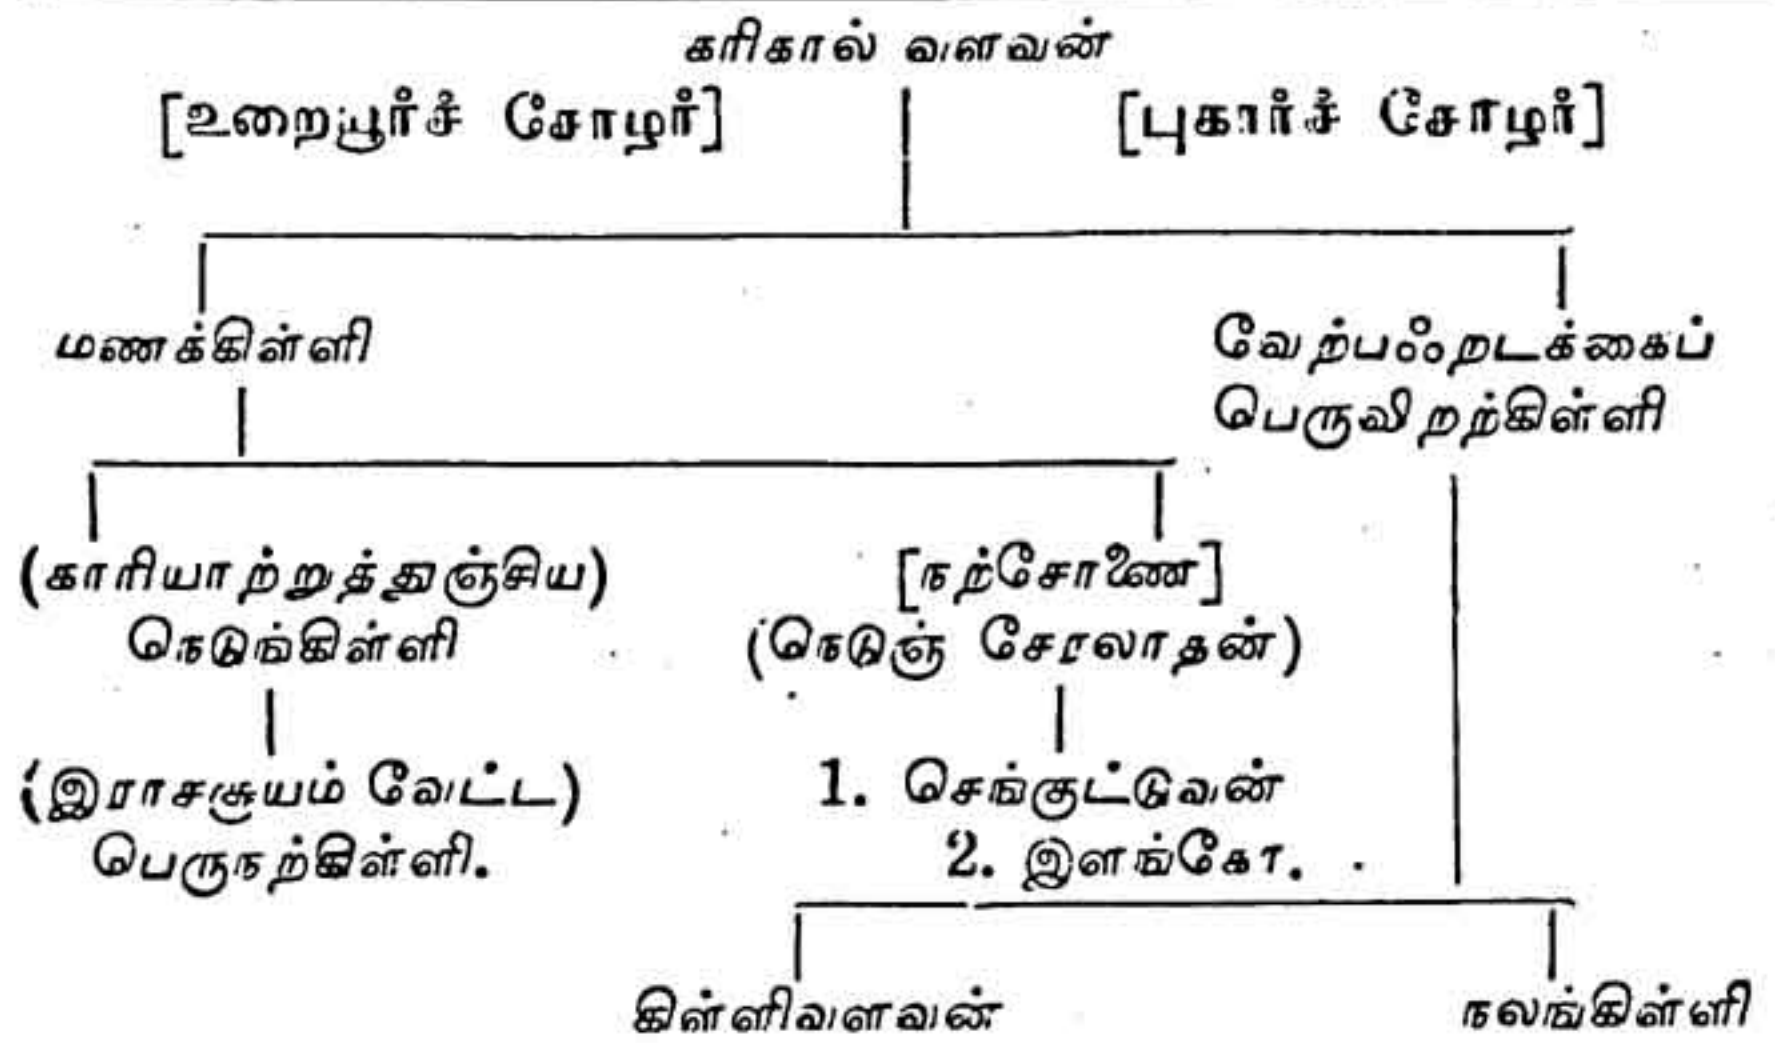 கரிகால் வளவன்
[உறையூர்ச் சோழர்] [புகார்ச் சோழர்]
மணக்கிள்ளி
வேற்பஃறடக்கைப்
பெருவிறற்கிள்ளி
(காரியாற்றுத்துஞ்சிய)
நெடுங்கிள்ளி
[நற்சோணை]
(நெடுஞ் சேரலாதன்)
(இராசசூயம் வேட்ட)
பெருநற்கிள்ளி.
1. செங்குட்டுவன்
2. இளங்கோ.
கிள்ளிவளவன் நலங்கிள்ளி